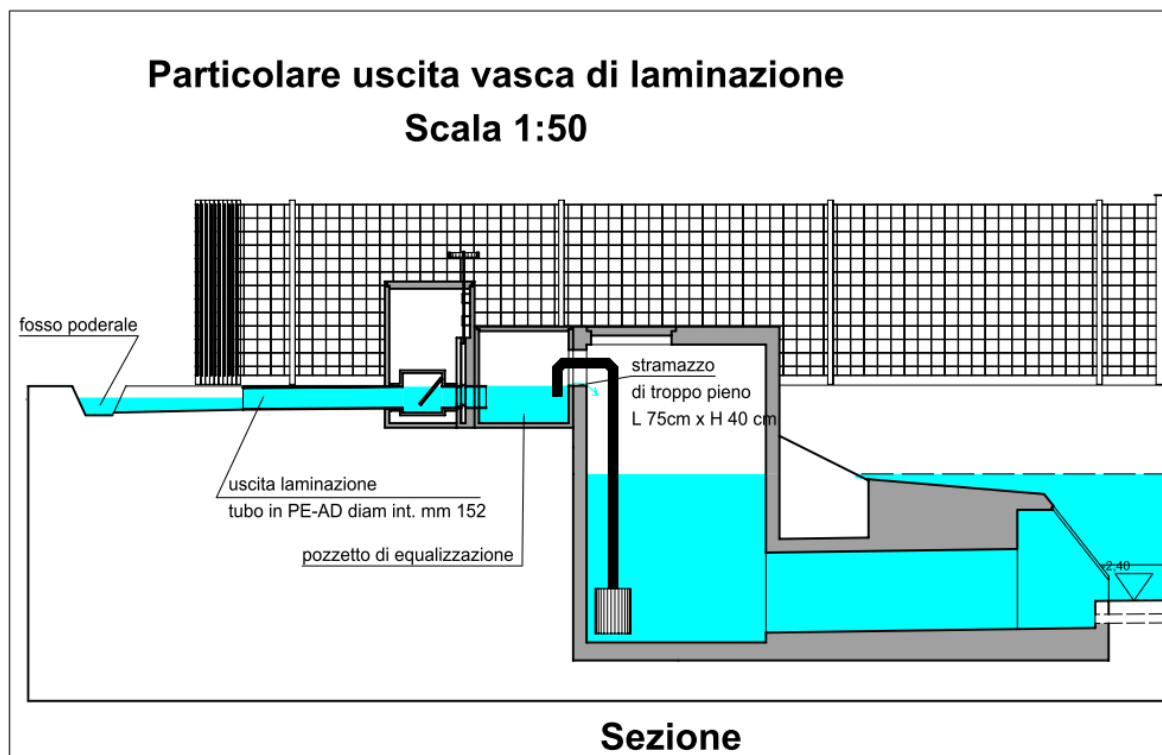 Particolare uscita vasca di laminazione
Scala 1:50
fosso poderale
stramazzo
di troppo pieno
L 75cm x H 40 cm
uscita laminazione
tubo in PE-AD diam int. mm 152
pozzetto di equalizzazione
-2,40
Sezione